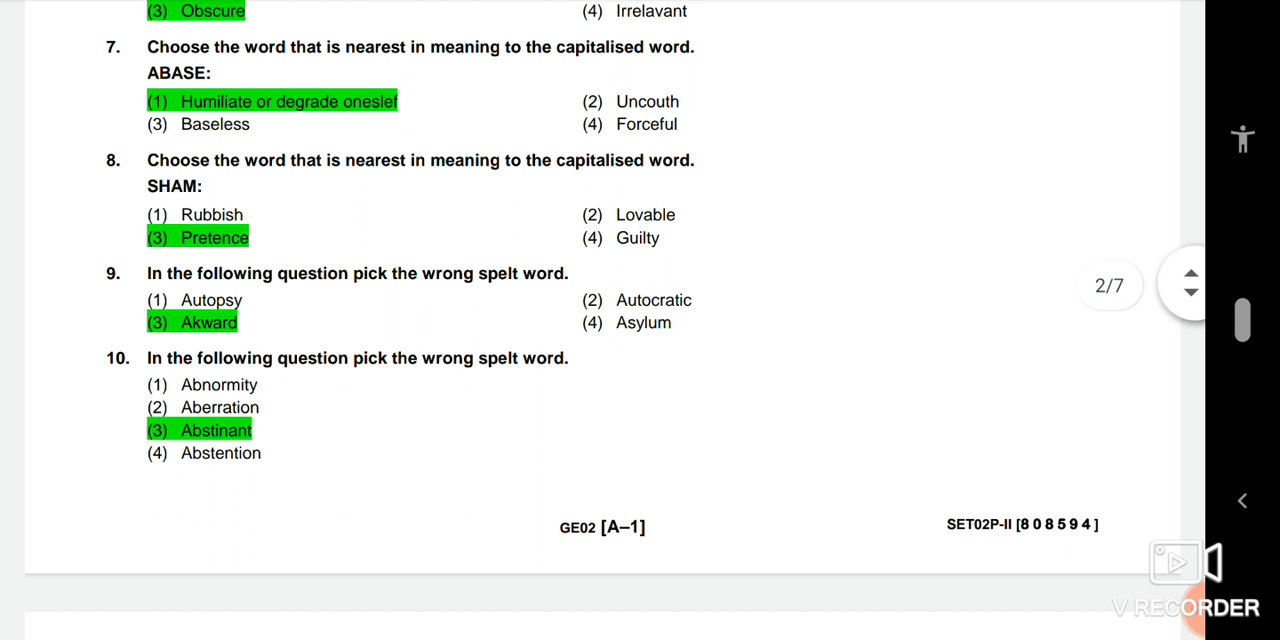 (3) Obscure (4) Irrelavant
7. Choose the word that is nearest in meaning to the capitalised word.
ABASE:
(1) Humiliate or degrade oneslef (2) Uncouth
(3) Baseless (4) Forceful
8. Choose the word that is nearest in meaning to the capitalised word.
SHAM:
(1) Rubbish (2) Lovable
(3) Pretence (4) Guilty
9. In the following question pick the wrong spelt word.
(1) Autopsy (2) Autocratic
(3) Akward (4) Asylum
10. In the following question pick the wrong spelt word.
(1) Abnormity
(2) Aberration
(3) Abstinant
(4) Abstention
2/7
GE02 [A–1] SET02P-II [8 0 8 5 9 4]
V RECORDER